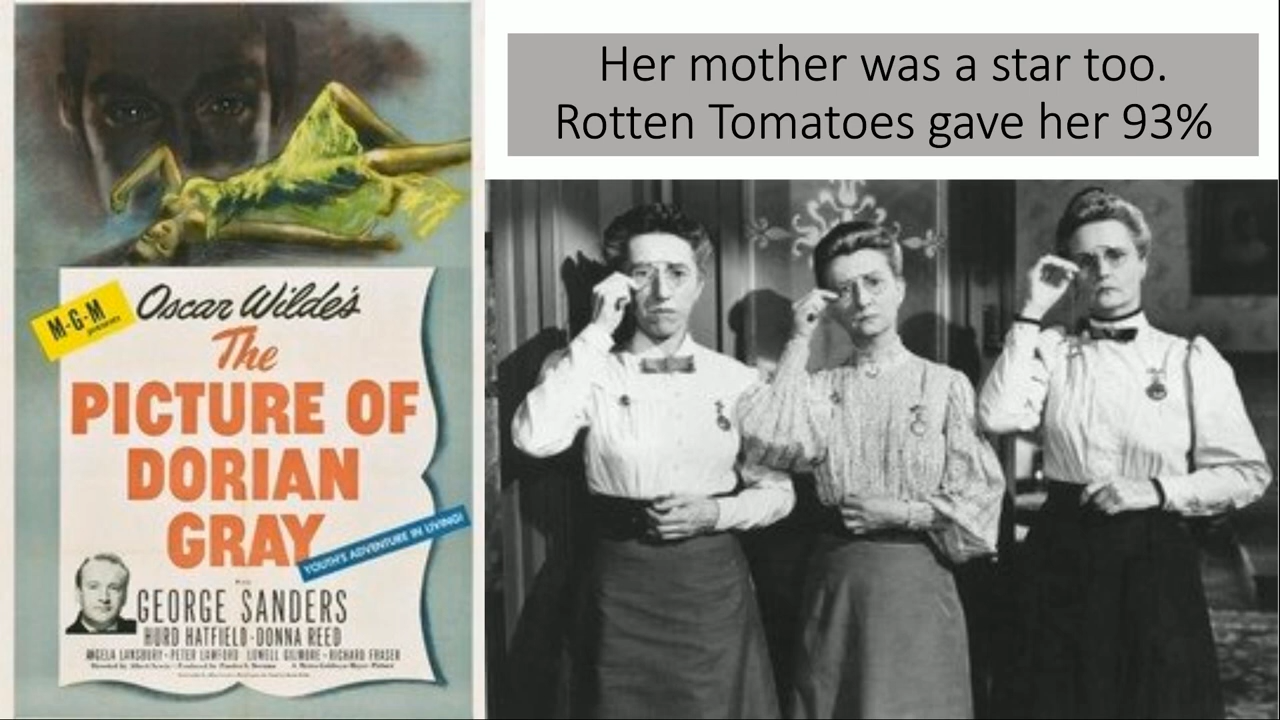 Her mother was a star too.
Rotten Tomatoes gave her 93%
M-G-M
presents
Oscar Wilde's
The
PICTURE OF
DORIAN
GRAY
YOUTH'S ADVENTURE IN LIVING!
GEORGE SANDERS
HURD HATFIELD · DONNA REED
ANGELA LANSBURY · PETER LAWFORD LOWELL GILMORE · RICHARD FRASER